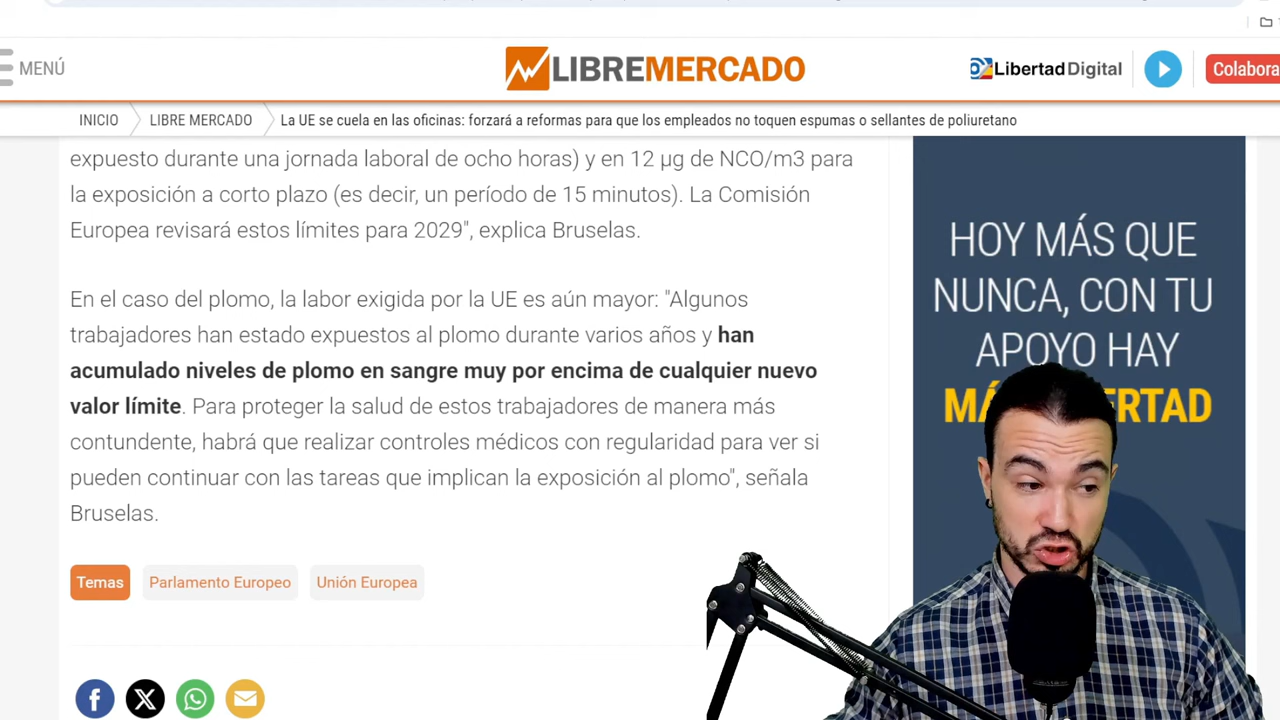 MENÚ
LIBREMERCADO
LibertadDigital
Colabora
INICIO
LIBRE MERCADO
La UE se cuela en las oficinas: forzará a reformas para que los empleados no toquen espumas o sellantes de poliuretano
expuesto durante una jornada laboral de ocho horas) y en 12 µg de NCO/m3 para
la exposición a corto plazo (es decir, un período de 15 minutos). La Comisión
Europea revisará estos límites para 2029", explica Bruselas.
En el caso del plomo, la labor exigida por la UE es aún mayor: "Algunos
trabajadores han estado expuestos al plomo durante varios años y han
acumulado niveles de plomo en sangre muy por encima de cualquier nuevo
valor límite. Para proteger la salud de estos trabajadores de manera más
contundente, habrá que realizar controles médicos con regularidad para ver si
pueden continuar con las tareas que implican la exposición al plomo", señala
Bruselas.
Temas
Parlamento Europeo
Unión Europea
HOY MÁS QUE
NUNCA, CON TU
APOYO HAY